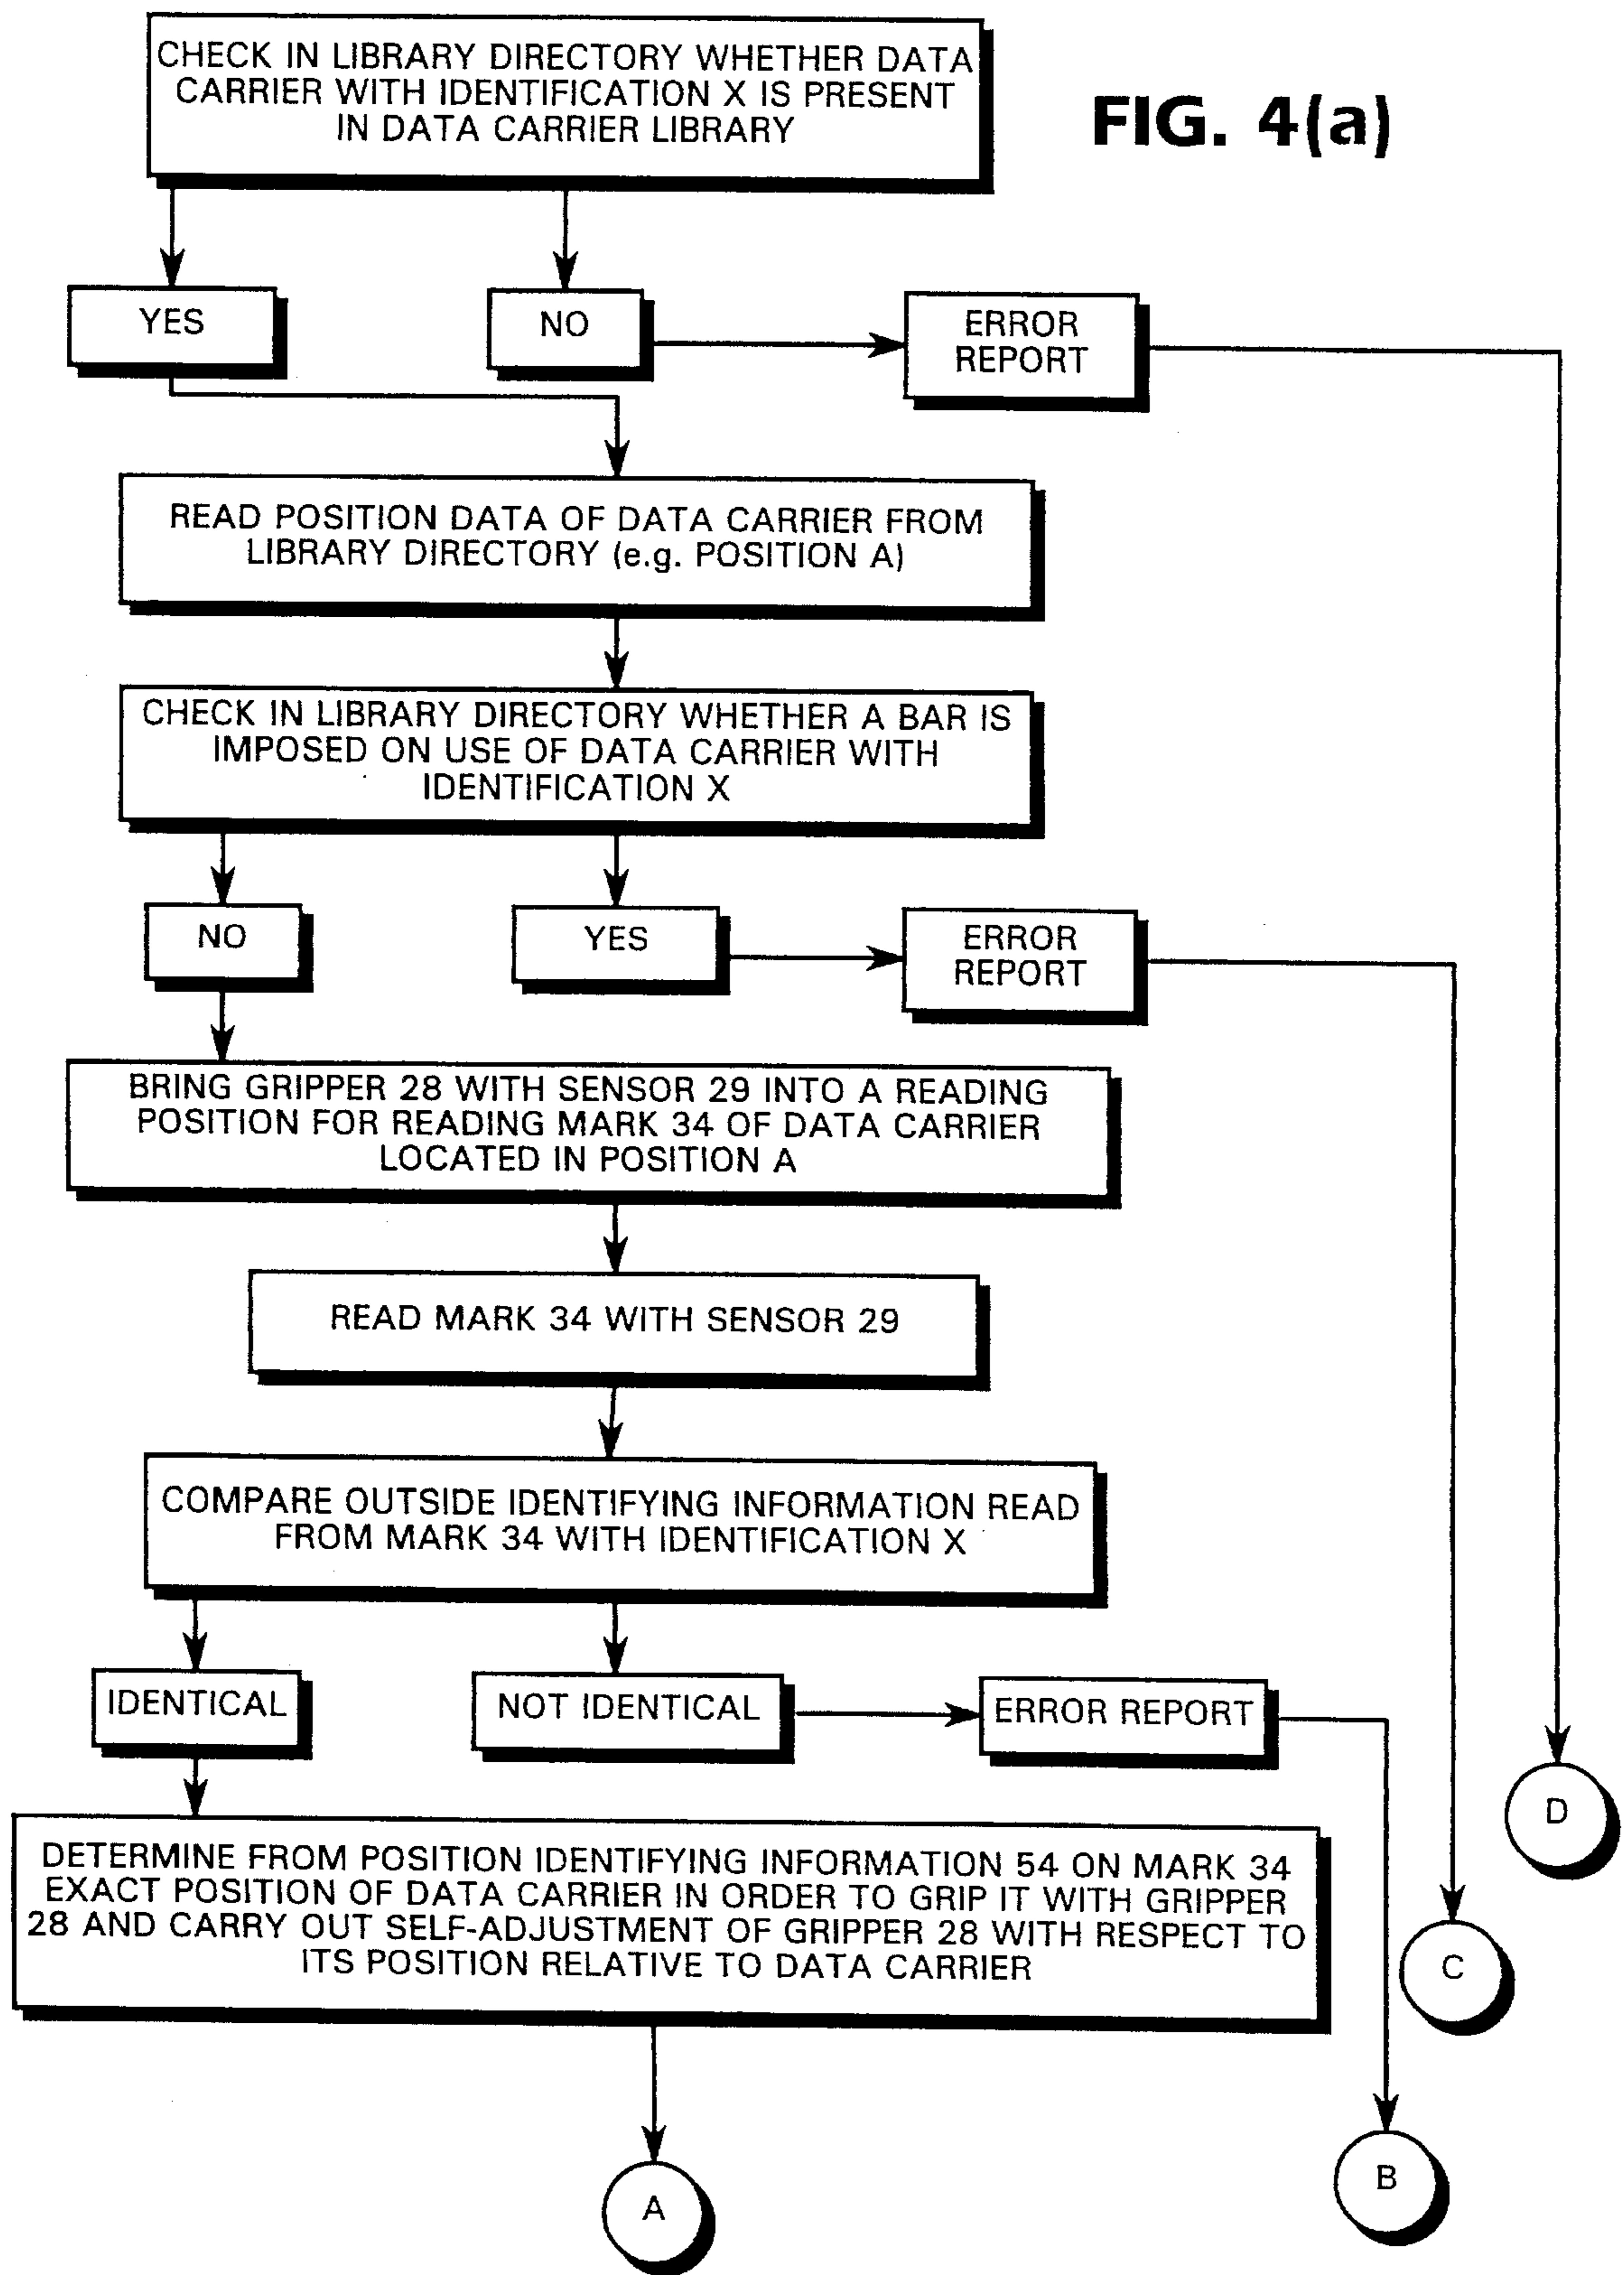 CHECK IN LIBRARY DIRECTORY WHETHER DATA
CARRIER WITH IDENTIFICATION X IS PRESENT
IN DATA CARRIER LIBRARY
FIG. 4(a)
YES
NO
ERROR
REPORT
READ POSITION DATA OF DATA CARRIER FROM
LIBRARY DIRECTORY (e.g. POSITION A)
CHECK IN LIBRARY DIRECTORY WHETHER A BAR IS
IMPOSED ON USE OF DATA CARRIER WITH
IDENTIFICATION X
NO
YES
ERROR
REPORT
BRING GRIPPER 28 WITH SENSOR 29 INTO A READING
POSITION FOR READING MARK 34 OF DATA CARRIER
LOCATED IN POSITION A
READ MARK 34 WITH SENSOR 29
COMPARE OUTSIDE IDENTIFYING INFORMATION READ
FROM MARK 34 WITH IDENTIFICATION X
IDENTICAL
NOT IDENTICAL
ERROR REPORT
DETERMINE FROM POSITION IDENTIFYING INFORMATION 54 ON MARK 34
EXACT POSITION OF DATA CARRIER IN ORDER TO GRIP IT WITH GRIPPER
28 AND CARRY OUT SELF-ADJUSTMENT OF GRIPPER 28 WITH RESPECT TO
ITS POSITION RELATIVE TO DATA CARRIER
D
C
B
A